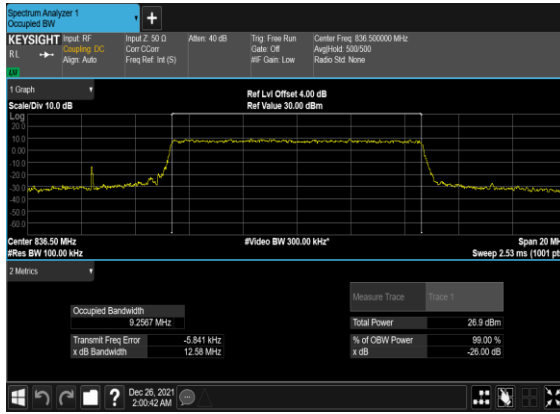 Spectrum Analyzer 1
Occupied BW
+
KEYSIGHT
RL
LW
Input: RF
Coupling: DC
Align: Auto
Input Z: 50 Ω
Corr CCorr
Freq Ref: Int (S)
Atten: 40 dB
Trig: Free Run
Gate: Off
#IF Gain: Low
Center Freq: 836.500000 MHz
Avg|Hold: 500/500
Radio Std: None
1 Graph
Scale/Div 10.0 dB
Ref Lvl Offset 4.00 dB
Ref Value 30.00 dBm
Log
20.0
10.0
0.00
-10.0
-20.0
-30.0
-40.0
-50.0
-60.0
Center 836.50 MHz
#Res BW 100.00 kHz
#Video BW 300.00 kHz*
Span 20 MH
Sweep 2.53 ms (1001 pt
2 Metrics
Measure Trace
Trace 1
Occupied Bandwidth
9.2567 MHz
Total Power
26.9 dBm
Transmit Freq Error
-5.841 kHz
% of OBW Power
99.00 %
x dB Bandwidth
12.58 MHz
x dB
-26.00 dB
?
Dec 26, 2021
2:00:42 AM